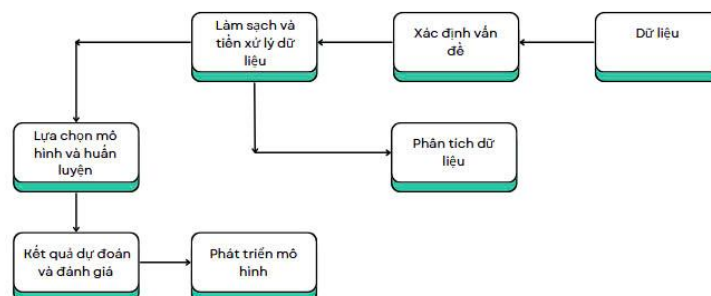 Làm sạch và
tiền xử lý dữ
liệu
Xác định vấn
đề
Dữ liệu
Lựa chọn mô
hình và huấn
luyện
Phân tích dữ
liệu
Kết quả dự đoán
và đánh giá
Phát triển mô
hình